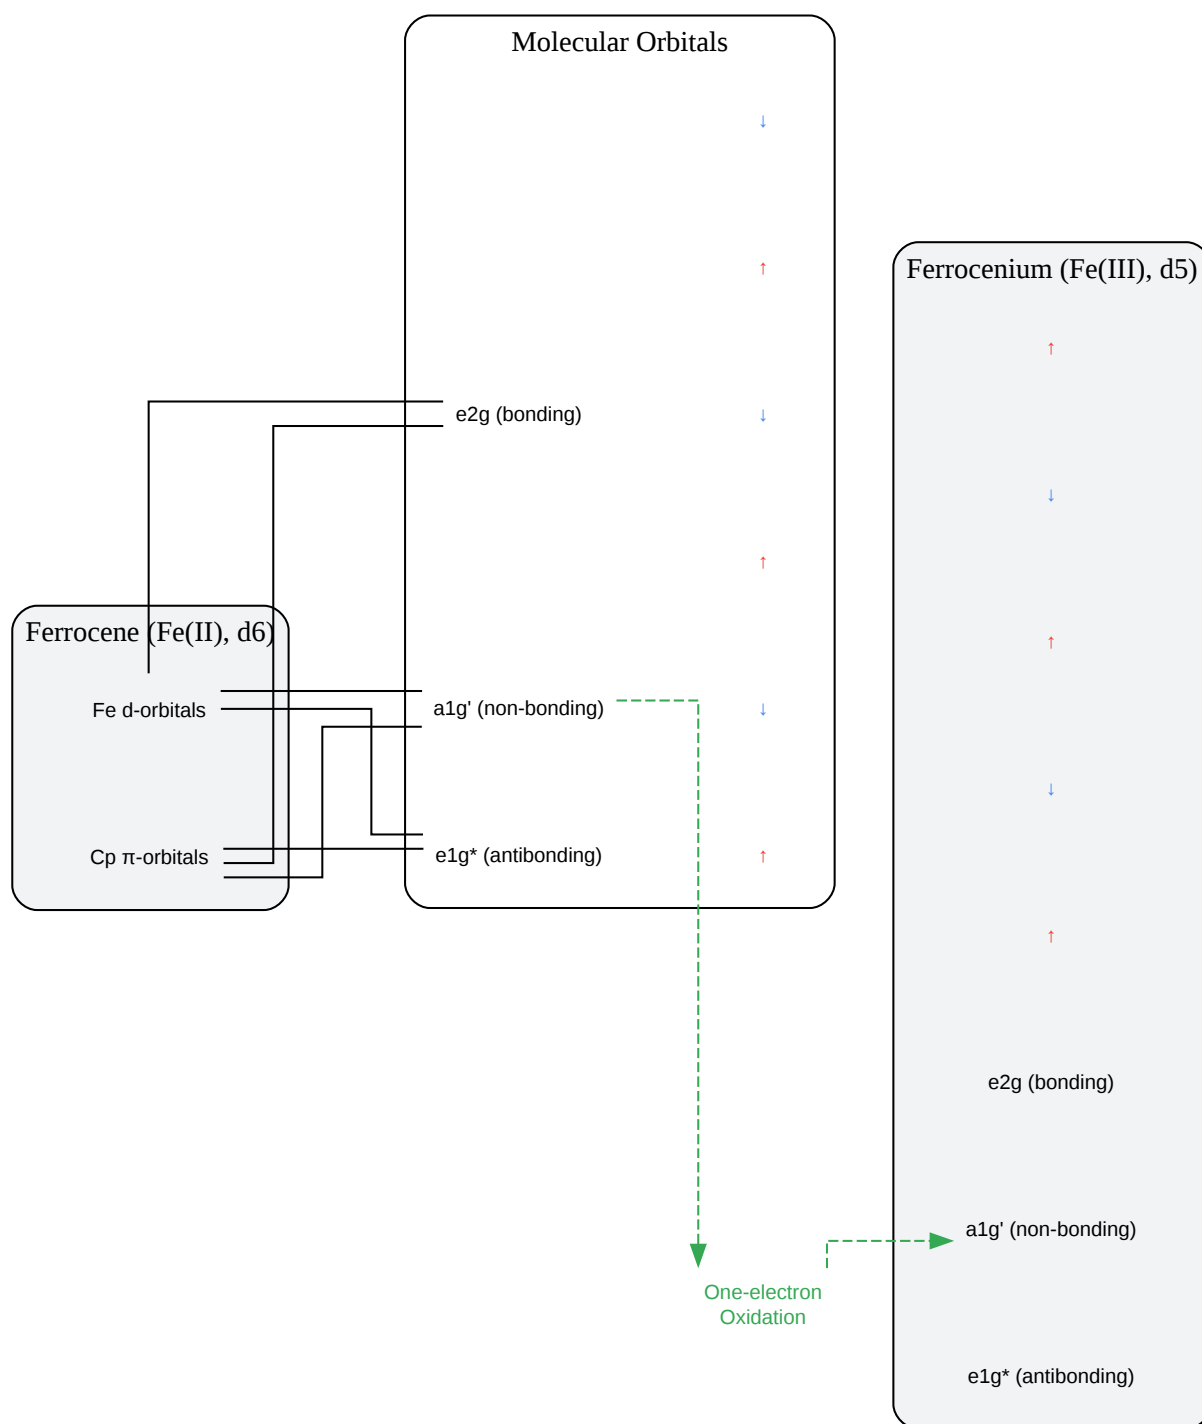 Molecular Orbitals
↓
↑
e2g (bonding) ↓
↑
a1g' (non-bonding) ↓
e1g* (antibonding) ↑
Ferrocene (Fe(II), d6)
Fe d-orbitals
Cp π-orbitals
Ferrocenium (Fe(III), d5)
↑
↓
↑
↓
↑
e2g (bonding)
a1g' (non-bonding)
e1g* (antibonding)
One-electron
Oxidation